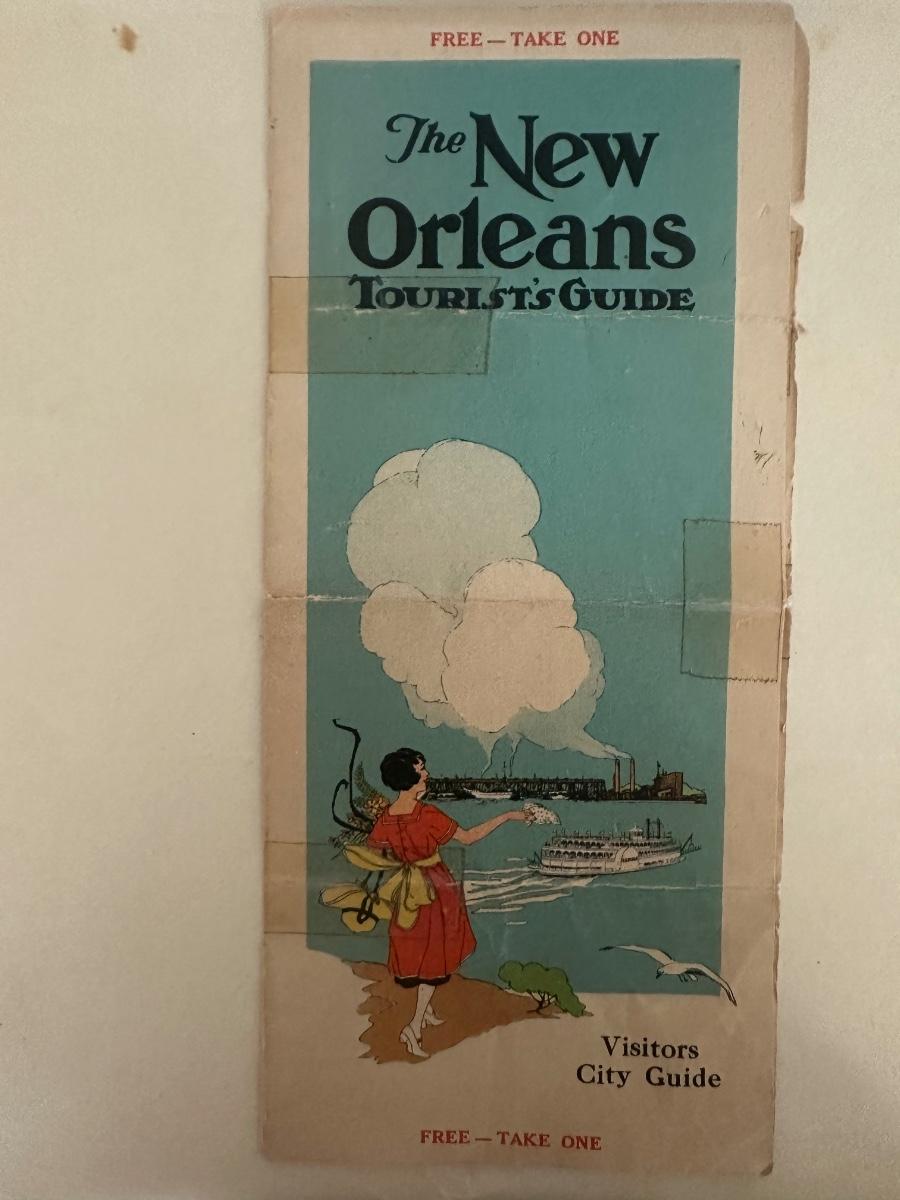 FREE — TAKE ONE
The New
Orleans
TOURIST'S GUIDE
Visitors
City Guide
FREE — TAKE ONE